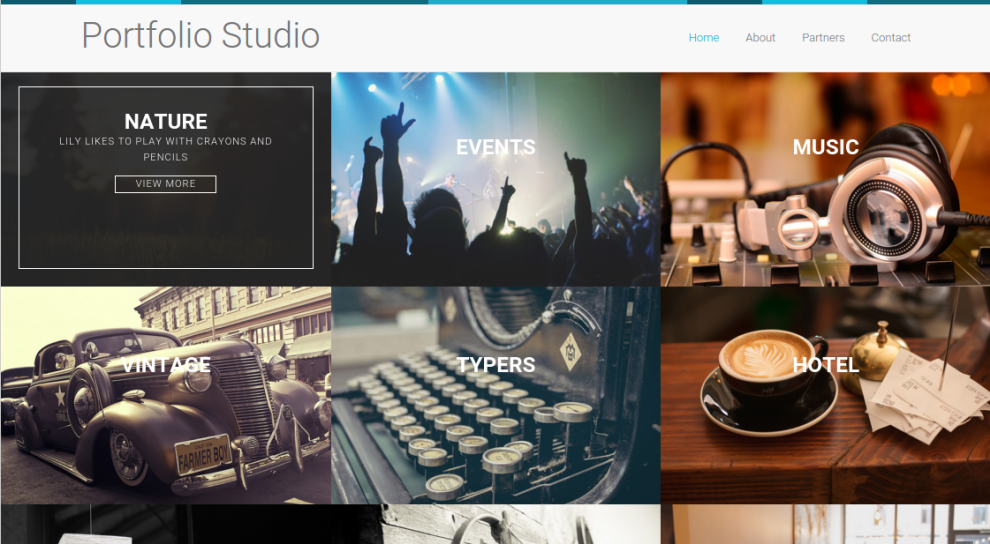 Portfolio Studio
Home About Partners Contact
NATURE
LILY LIKES TO PLAY WITH CRAYONS AND
PENCILS
VIEW MORE
EVENTS
MUSIC
VINTAGE
FARMER BOY
TYPERS
HOTEL